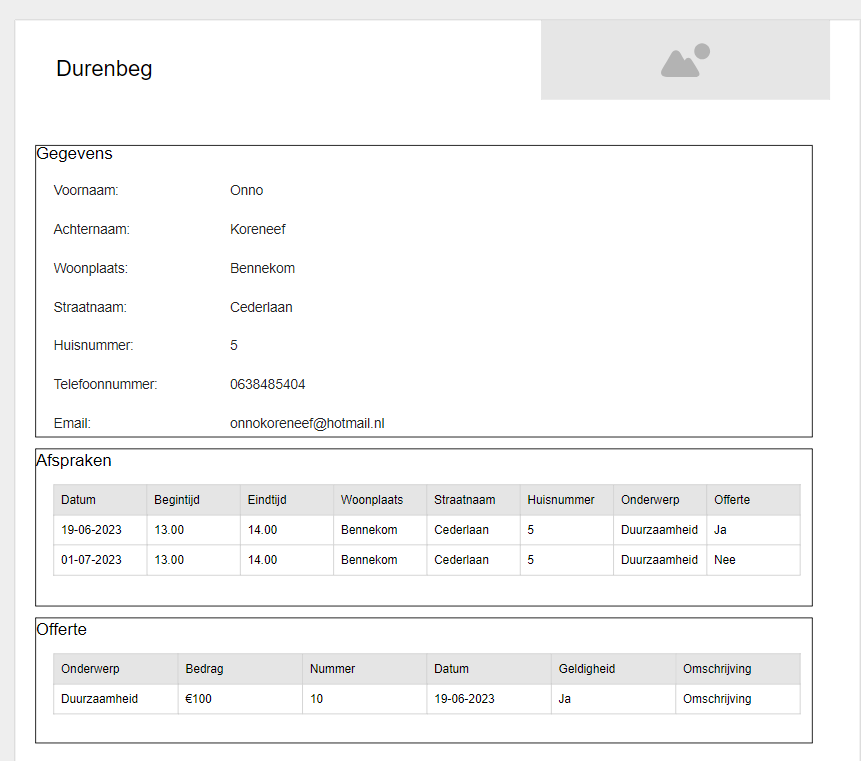 Durenbeg
Gegevens
Voornaam: Onno
Achternaam: Koreneef
Woonplaats: Bennekom
Straatnaam: Cederlaan
Huisnummer: 5
Telefoonnummer: 0638485404
Email: onnokoreneef@hotmail.nl
Afspraken
Datum Begintijd Eindtijd Woonplaats Straatnaam Huisnummer Onderwerp Offerte
19-06-2023 13.00 14.00 Bennekom Cederlaan 5 Duurzaamheid Ja
01-07-2023 13.00 14.00 Bennekom Cederlaan 5 Duurzaamheid Nee
Offerte
Onderwerp Bedrag Nummer Datum Geldigheid Omschrijving
Duurzaamheid €100 10 19-06-2023 Ja Omschrijving